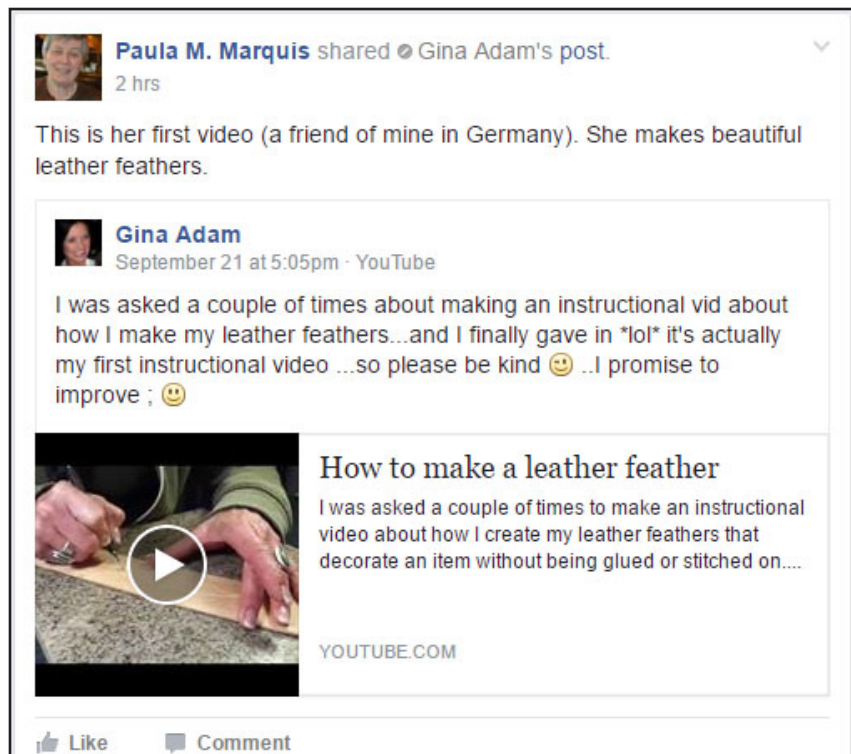 Paula M. Marquis shared Gina Adam's post.
2 hrs
This is her first video (a friend of mine in Germany). She makes beautiful
leather feathers.
Gina Adam
September 21 at 5:05pm · YouTube
I was asked a couple of times about making an instructional vid about
how I make my leather feathers...and I finally gave in *lol* it's actually
my first instructional video ...so please be kind 😉 ..I promise to
improve ; 🙂
How to make a leather feather
I was asked a couple of times to make an instructional
video about how I create my leather feathers that
decorate an item without being glued or stitched on....
YOUTUBE.COM
Like Comment